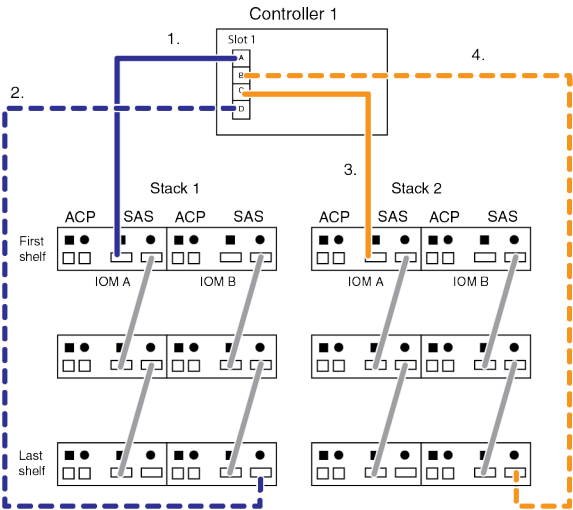 Controller 1
1.
Slot 1
4.
A
B
2.
C
D
3.
Stack 1
Stack 2
ACP SAS ACP SAS
ACP SAS ACP SAS
First
shelf
IOM A
IOM B
IOM A
IOM B
Last
shelf